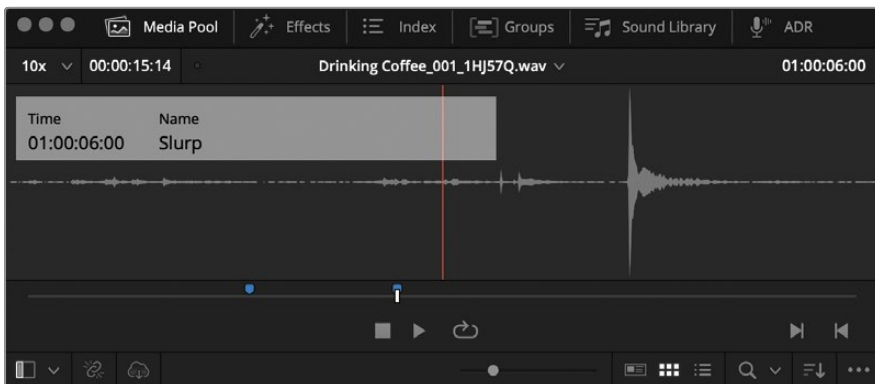 Media Pool Effects Index Groups Sound Library ADR
10x 00:00:15:14 Drinking Coffee_001_1HJ57Q.wav 01:00:06:00
Time Name
01:00:06:00 Slurp